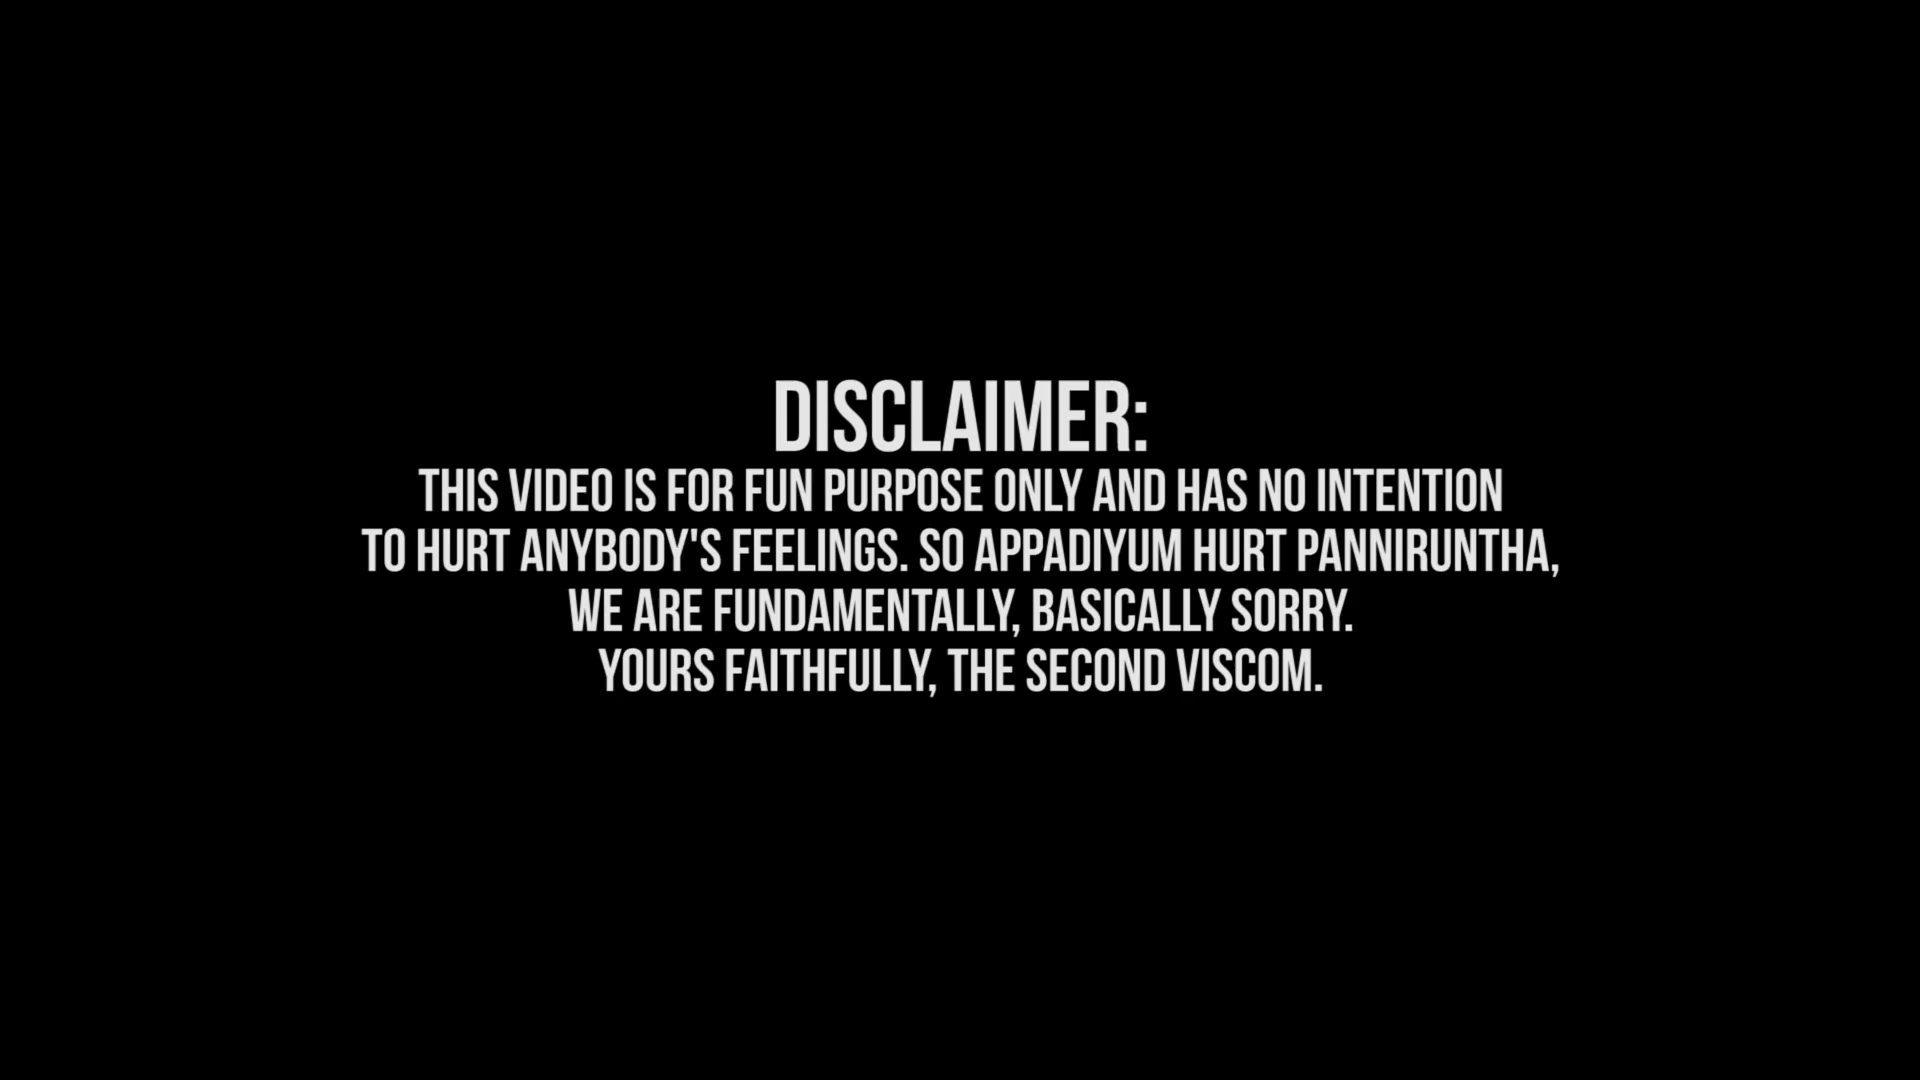 DISCLAIMER:
THIS VIDEO IS FOR FUN PURPOSE ONLY AND HAS NO INTENTION
TO HURT ANYBODY'S FEELINGS. SO APPADIYUM HURT PANNIRUNTHA,
WE ARE FUNDAMENTALLY, BASICALLY SORRY.
YOURS FAITHFULLY, THE SECOND VISCOM.